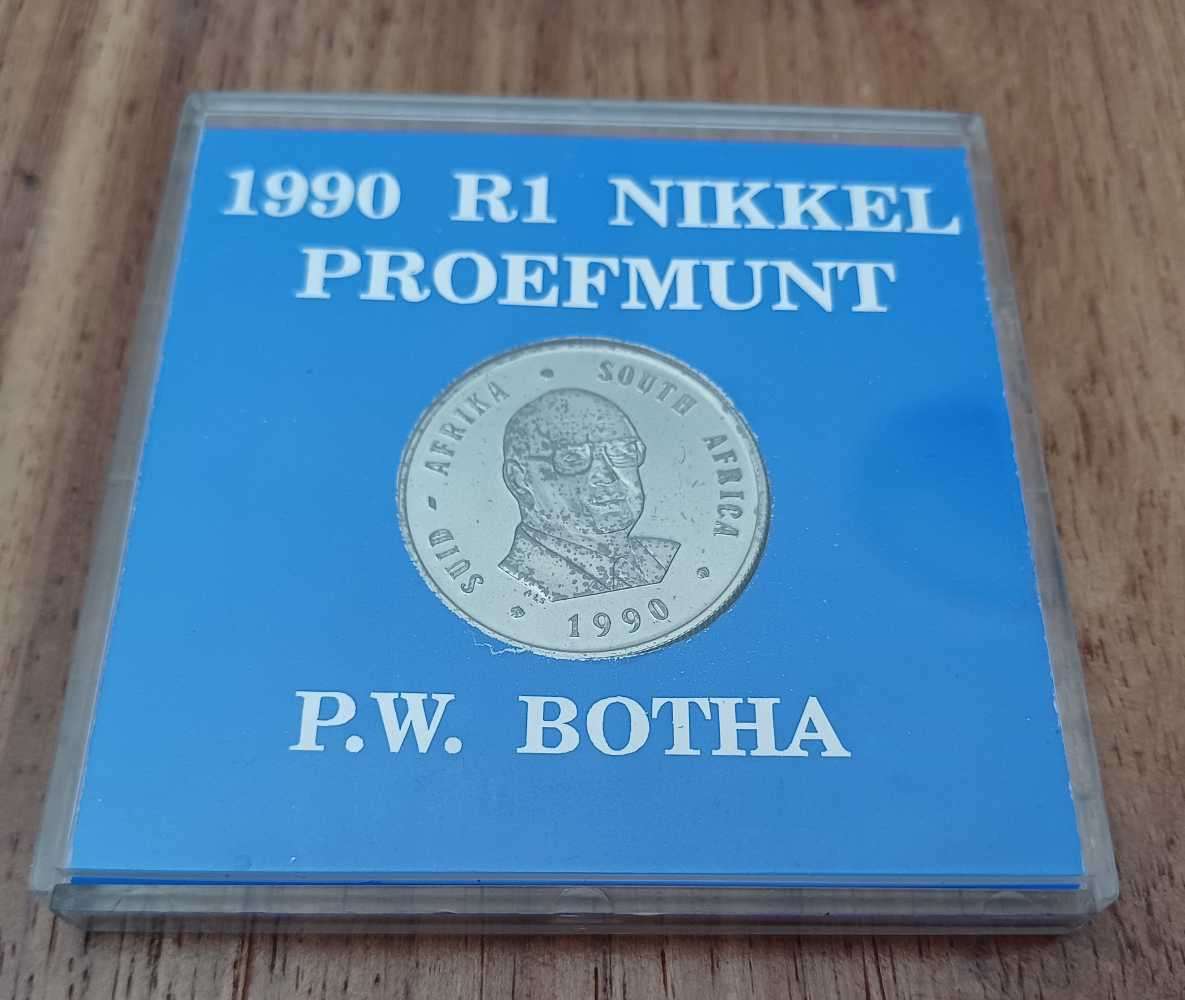 1990 R1 NIKKEL
PROEFMUNT
SUID - AFRIKA • SOUTH AFRICA
1990
P.W. BOTHA